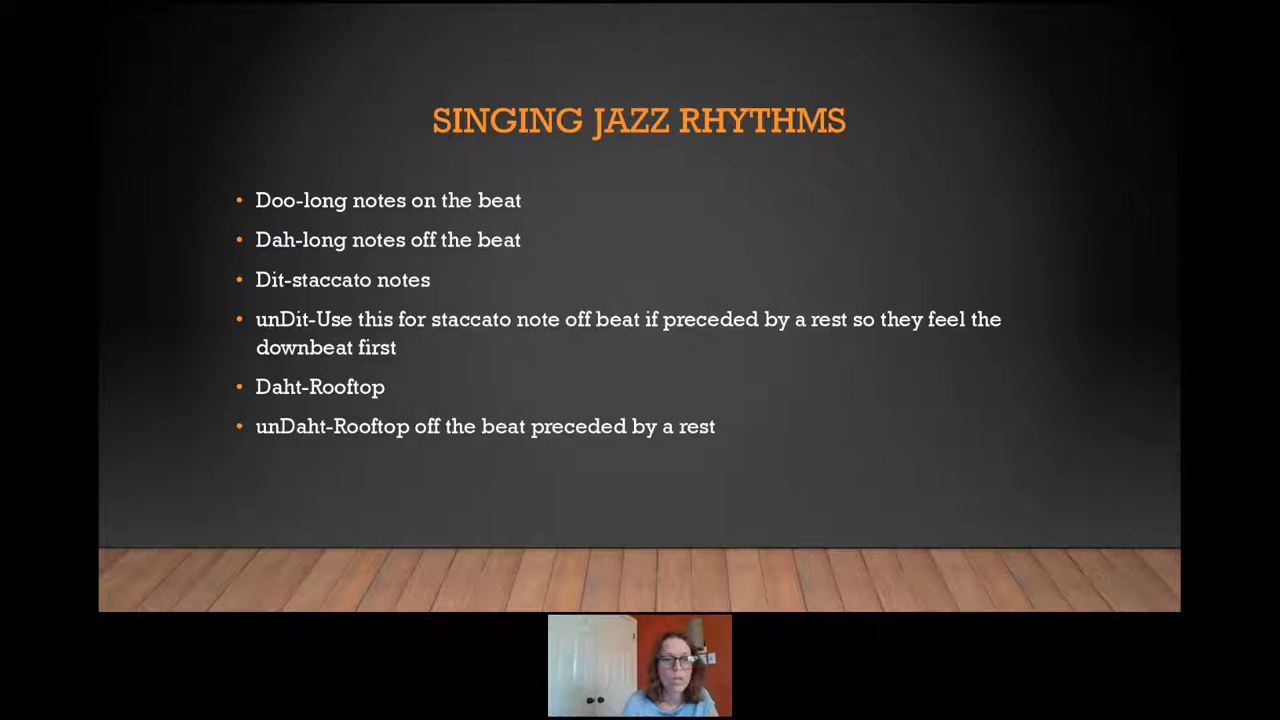 SINGING JAZZ RHYTHMS
• Doo-long notes on the beat
• Dah-long notes off the beat
• Dit-staccato notes
• unDit-Use this for staccato note off beat if preceded by a rest so they feel the
downbeat first
• Daht-Rooftop
• unDaht-Rooftop off the beat preceded by a rest